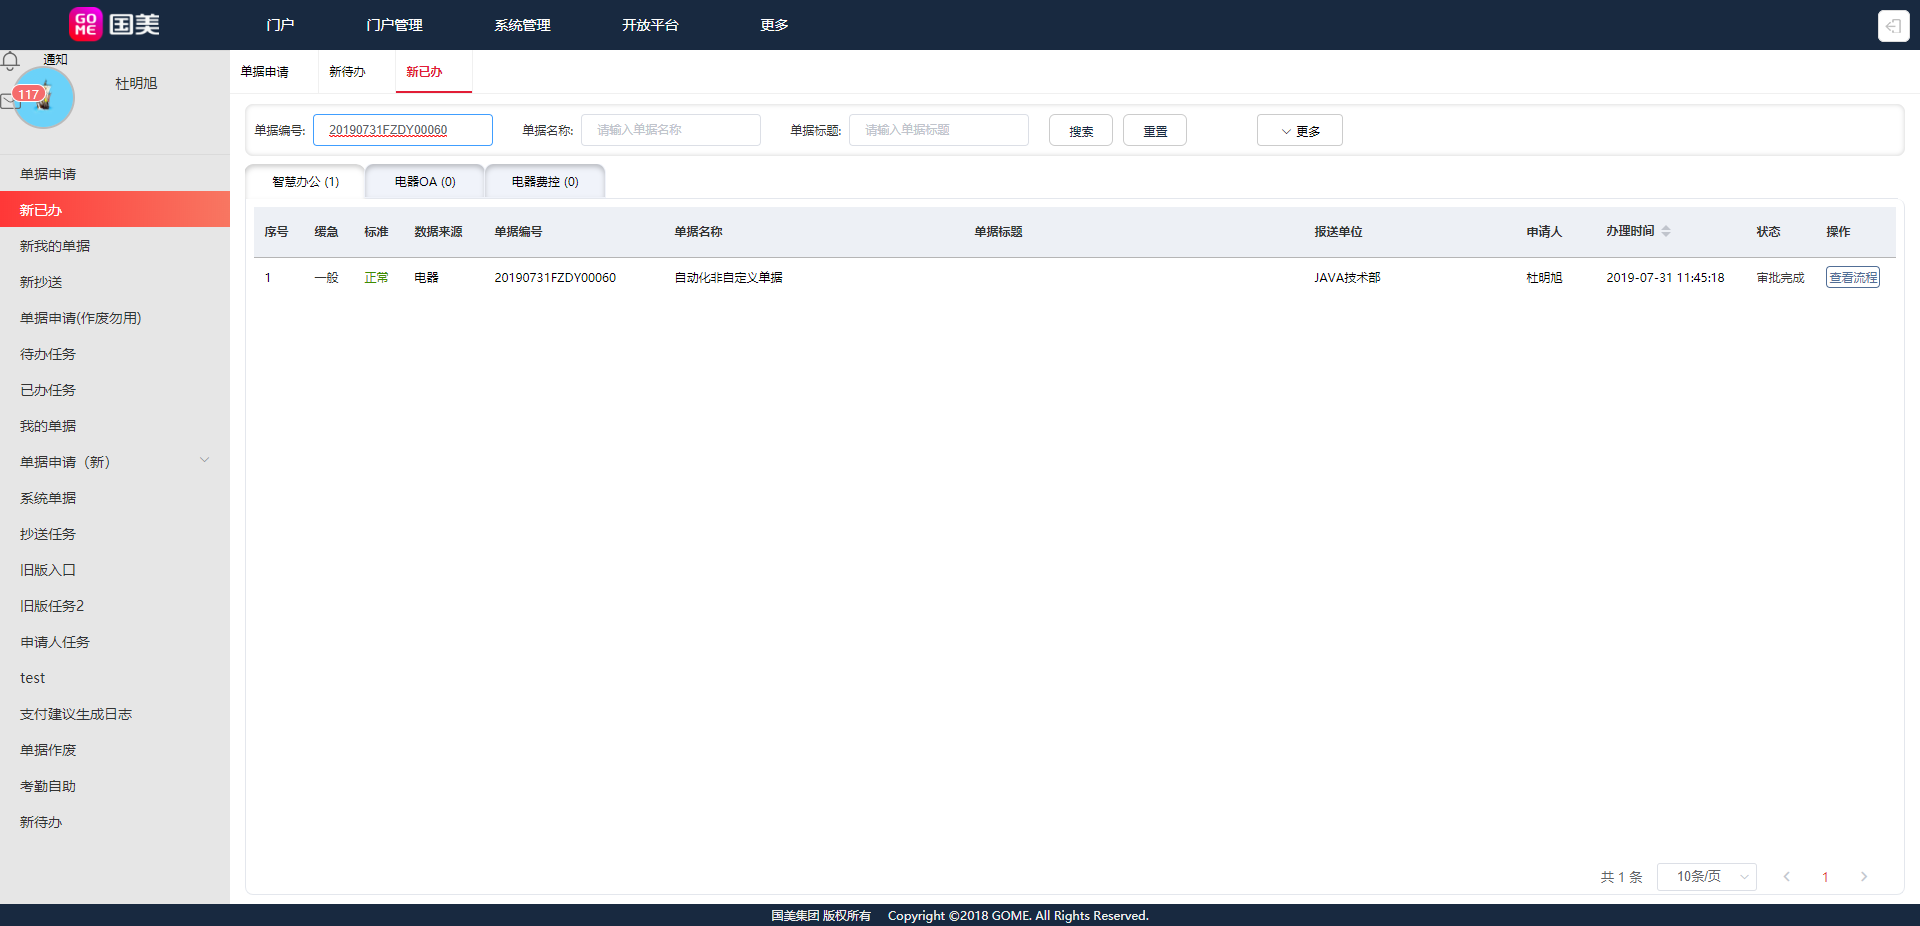 GOME 国美 门户 门户管理 系统管理 开放平台 更多
通知
杜明旭
117
单据申请
新已办
新我的单据
新抄送
单据申请(作废勿用)
待办任务
已办任务
我的单据
单据申请（新）
系统单据
抄送任务
旧版入口
旧版任务2
申请人任务
test
支付建议生成日志
单据作废
考勤自助
新待办
单据申请 新待办 新已办
单据编号: 20190731FZDY00060 单据名称: 请输入单据名称 单据标题: 请输入单据标题 搜索 重置 更多
智慧办公 (1) 电器OA (0) 电器费控 (0)
序号 缓急 标准 数据来源 单据编号 单据名称 单据标题 报送单位 申请人 办理时间 状态 操作
1 一般 正常 电器 20190731FZDY00060 自动化非自定义单据 JAVA技术部 杜明旭 2019-07-31 11:45:18 审批完成 查看流程
共 1 条 10条/页 1
国美集团 版权所有 Copyright ©2018 GOME. All Rights Reserved.